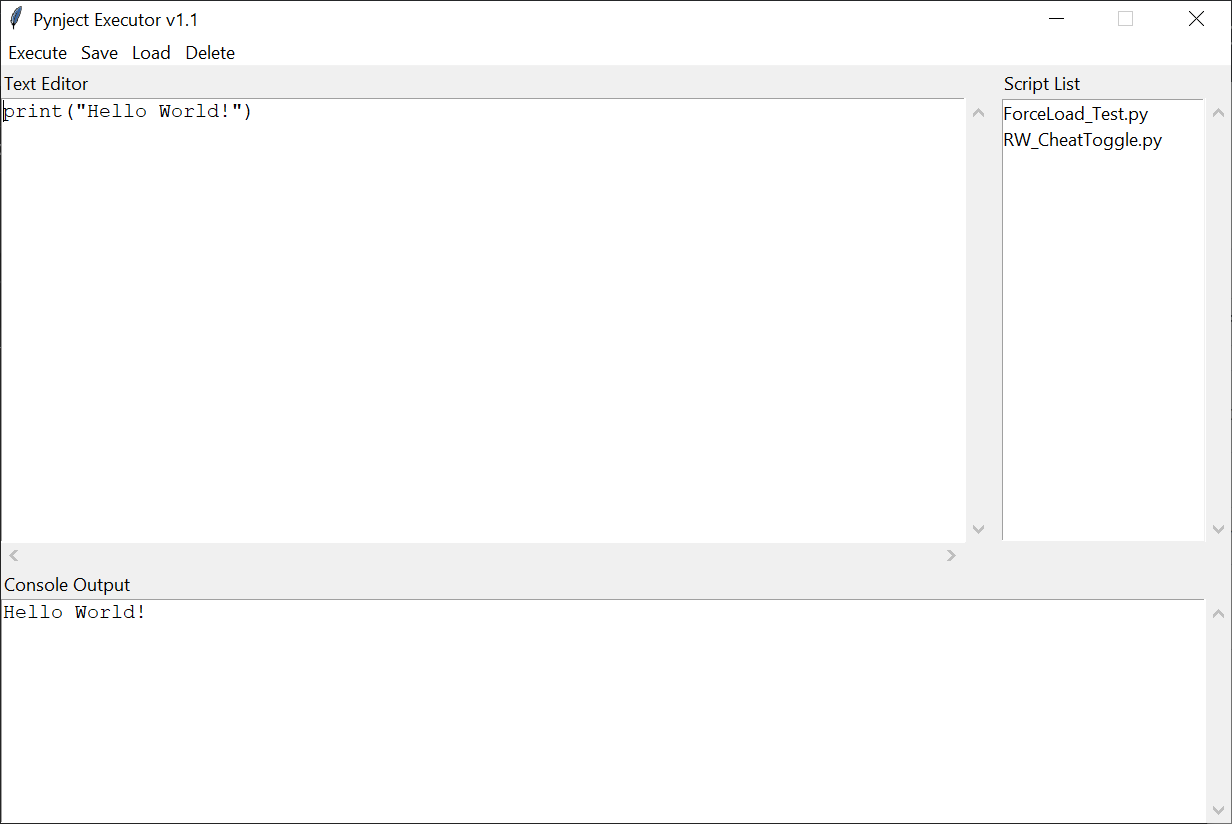 Pynject Executor v1.1
Execute Save Load Delete
Text Editor
print("Hello World!")
Script List
ForceLoad_Test.py
RW_CheatToggle.py
Console Output
Hello World!